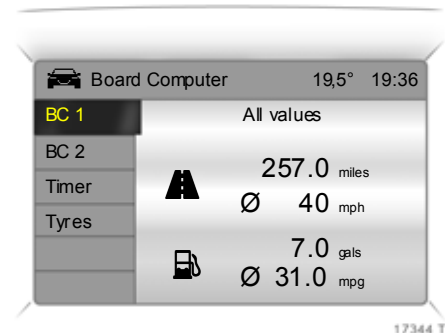 Board Computer 19,5° 19:36
BC 1
All values
BC 2
Timer
Tyres
257.0 miles
Ø 40 mph
7.0 gals
Ø 31.0 mpg
17344 T